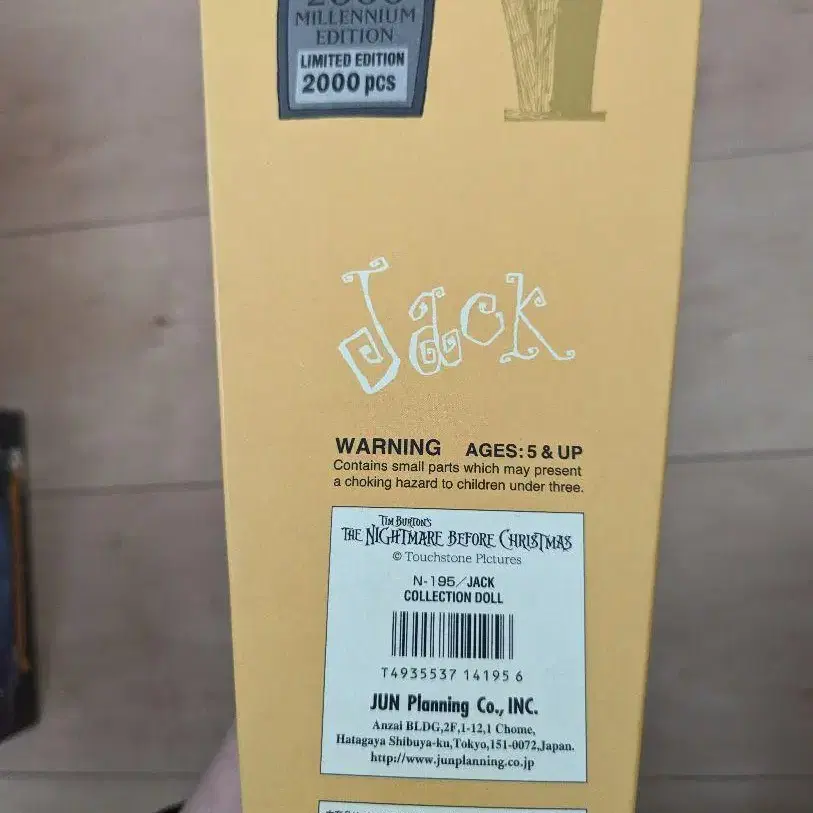 2000
MILLENNIUM
EDITION
LIMITED EDITION
2000 pcs
Jack
WARNING AGES: 5 & UP
Contains small parts which may present
a choking hazard to children under three.
TIM BURTON'S
THE NIGHTMARE BEFORE CHRISTMAS
© Touchstone Pictures
N-195/JACK
COLLECTION DOLL
T4935537 14195 6
JUN Planning Co., INC.
Anzai BLDG,2F,1-12,1 Chome,
Hatagaya Shibuya-ku,Tokyo,151-0072,Japan.
http://www.junplanning.co.jp